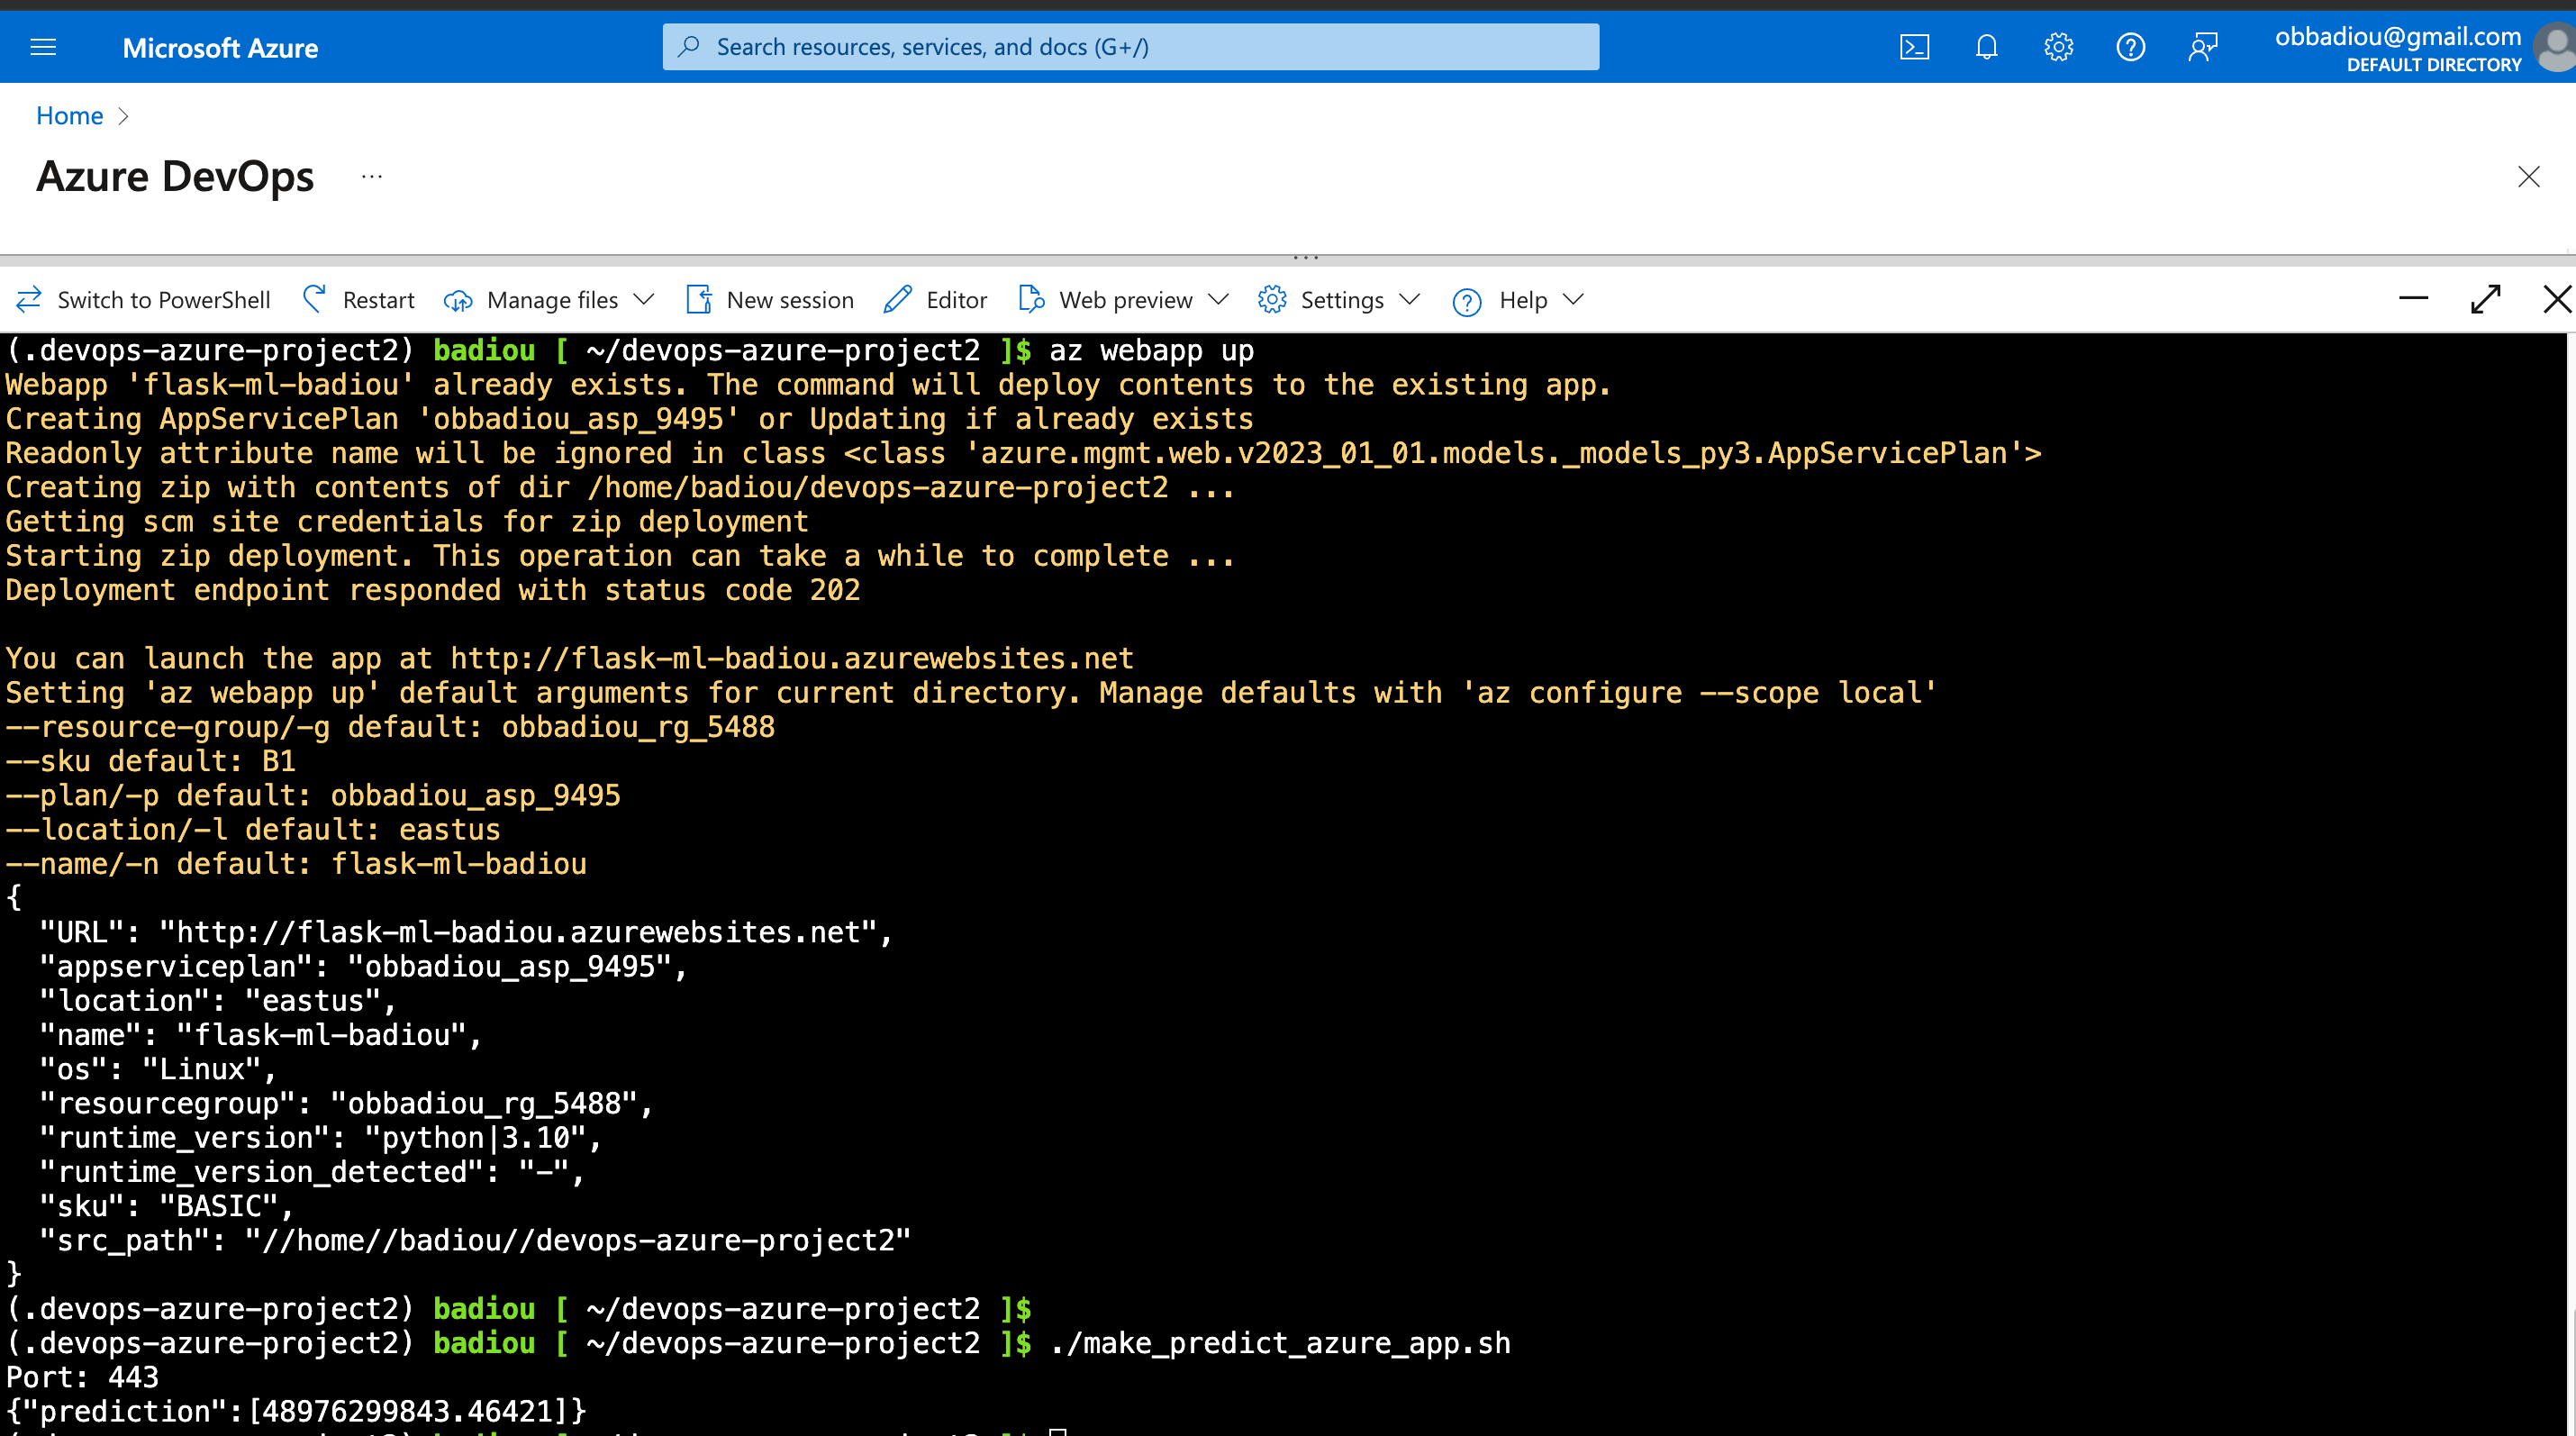 Microsoft Azure
Search resources, services, and docs (G+/)
obbadiou@gmail.com
DEFAULT DIRECTORY
Home
Azure DevOps
Switch to PowerShell Restart Manage files New session Editor Web preview Settings Help
(.devops-azure-project2) badiou [ ~/devops-azure-project2 ]$ az webapp up
Webapp 'flask-ml-badiou' already exists. The command will deploy contents to the existing app.
Creating AppServicePlan 'obbadiou_asp_9495' or Updating if already exists
Readonly attribute name will be ignored in class <class 'azure.mgmt.web.v2023_01_01.models._models_py3.AppServicePlan'>
Creating zip with contents of dir /home/badiou/devops-azure-project2 ...
Getting scm site credentials for zip deployment
Starting zip deployment. This operation can take a while to complete ...
Deployment endpoint responded with status code 202
You can launch the app at http://flask-ml-badiou.azurewebsites.net
Setting 'az webapp up' default arguments for current directory. Manage defaults with 'az configure --scope local'
--resource-group/-g default: obbadiou_rg_5488
--sku default: B1
--plan/-p default: obbadiou_asp_9495
--location/-l default: eastus
--name/-n default: flask-ml-badiou
{
"URL": "http://flask-ml-badiou.azurewebsites.net",
"appserviceplan": "obbadiou_asp_9495",
"location": "eastus",
"name": "flask-ml-badiou",
"os": "Linux",
"resourcegroup": "obbadiou_rg_5488",
"runtime_version": "python|3.10",
"runtime_version_detected": "-",
"sku": "BASIC",
"src_path": "//home//badiou//devops-azure-project2"
}
(.devops-azure-project2) badiou [ ~/devops-azure-project2 ]$
(.devops-azure-project2) badiou [ ~/devops-azure-project2 ]$ ./make_predict_azure_app.sh
Port: 443
{"prediction":[48976299843.46421]}